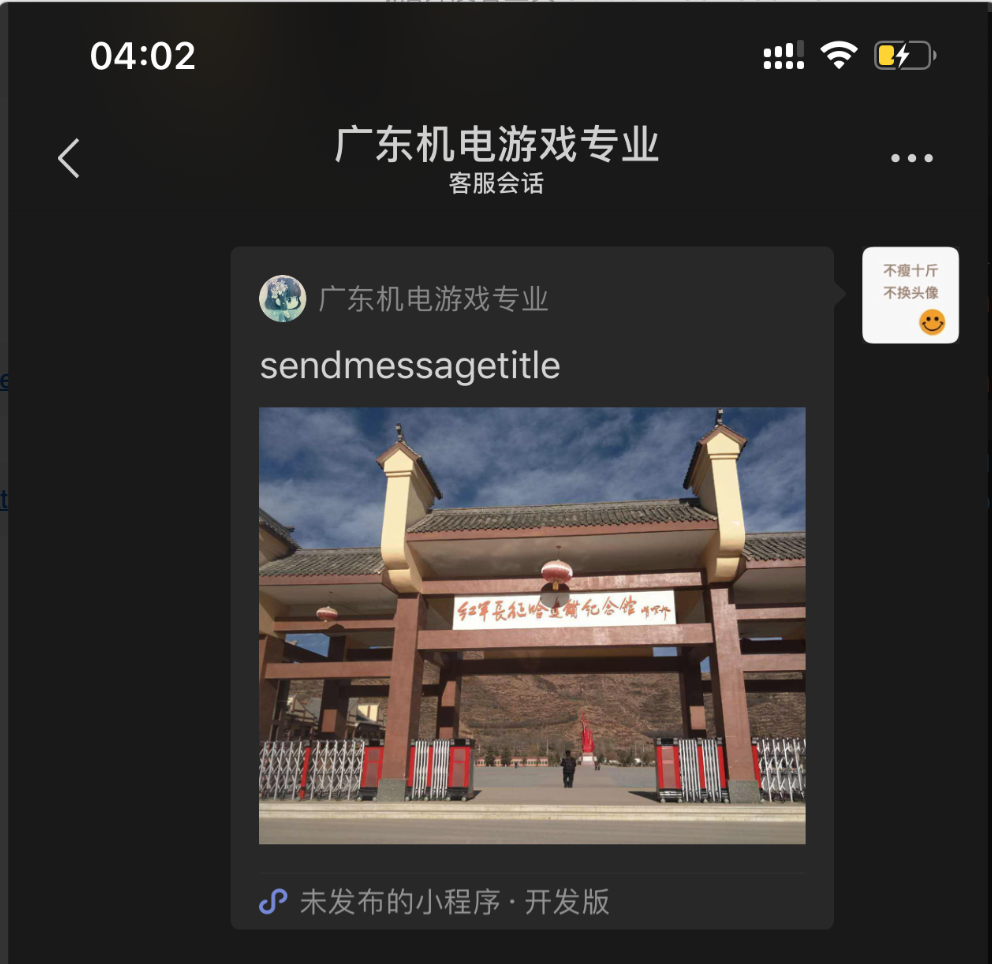 04:02
广东机电游戏专业
客服会话
不瘦十斤
不换头像
广东机电游戏专业
sendmessagetitle
红军長征哈达铺纪念馆
未发布的小程序 · 开发版